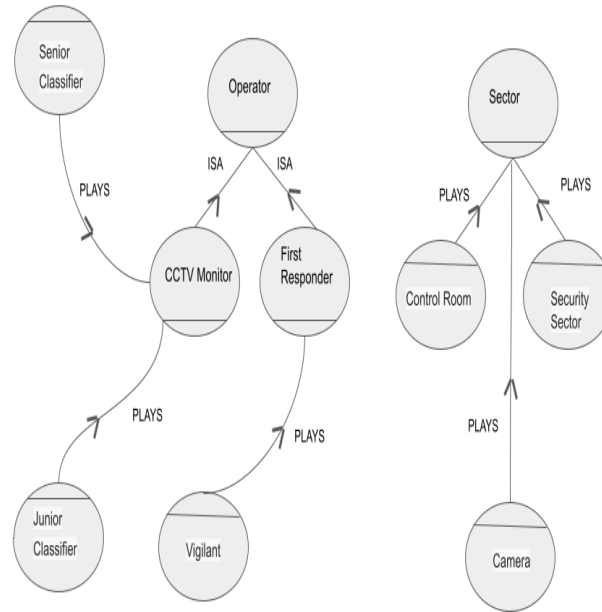 Senior
Classifier
Operator
Sector
ISA
ISA
PLAYS
PLAYS
PLAYS
CCTV Monitor
First
Responder
Control Room
Security
Sector
PLAYS
PLAYS
PLAYS
Junior
Classifier
Vigilant
Camera